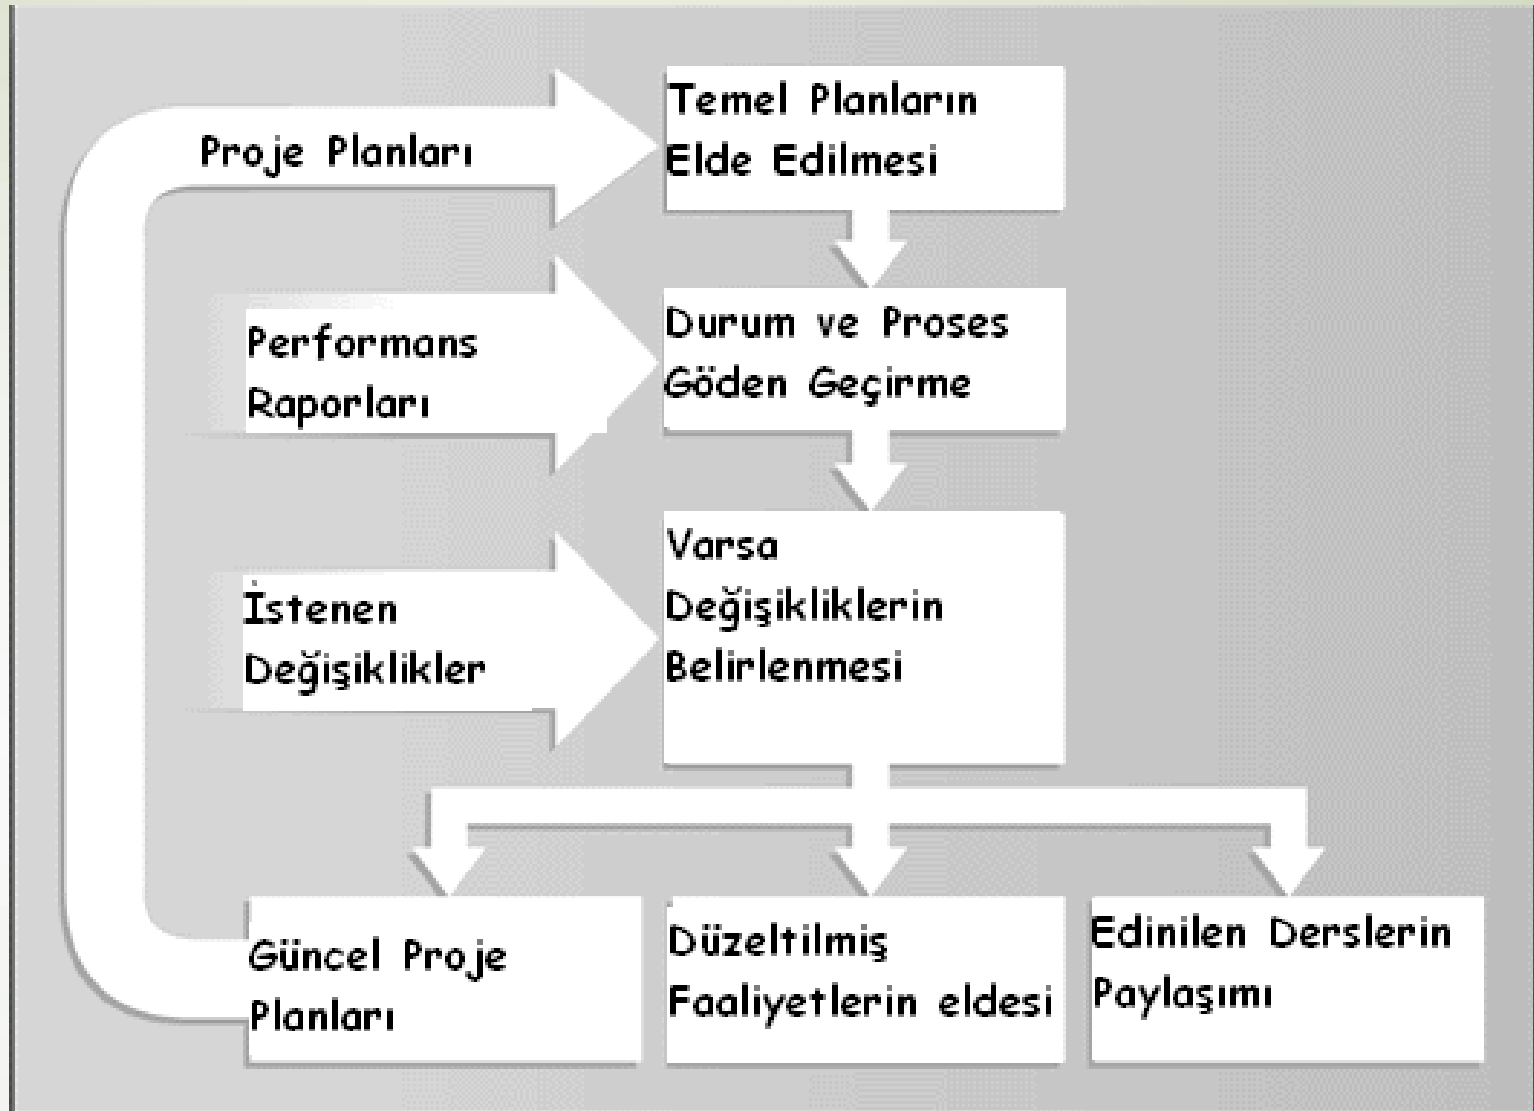 Proje Planları
Temel Planların
Elde Edilmesi
Performans
Raporları
Durum ve Proses
Göden Geçirme
İstenen
Değişiklikler
Varsa
Değişikliklerin
Belirlenmesi
Güncel Proje
Planları
Düzeltilmiş
Faaliyetlerin eldesi
Edinilen Derslerin
Paylaşımı